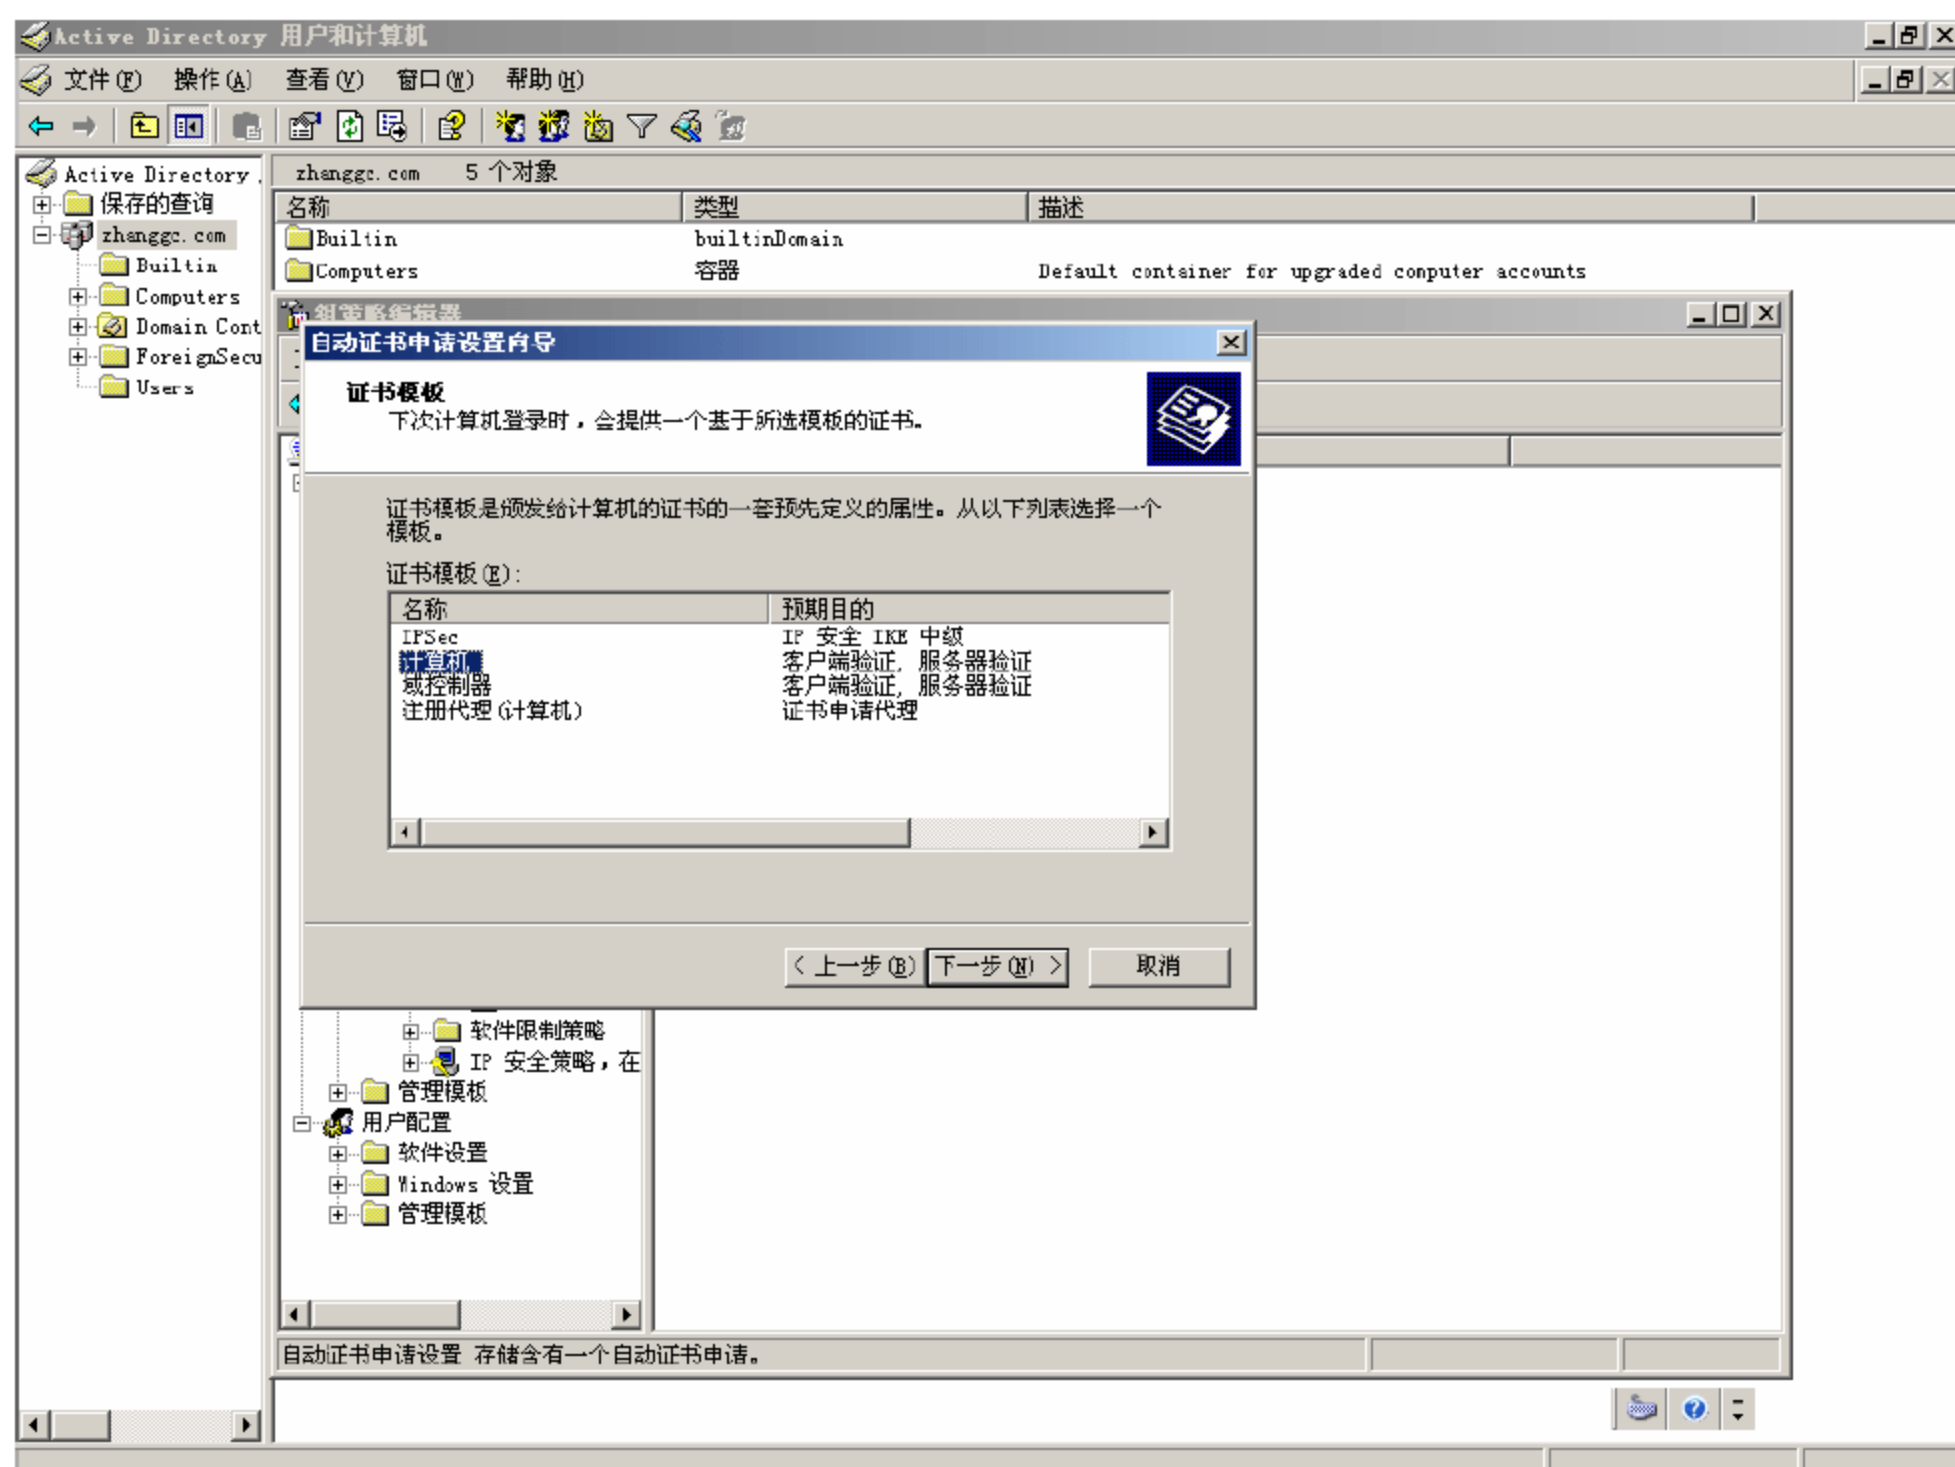 Active Directory 用户和计算机
文件(F) 操作(A) 查看(V) 窗口(W) 帮助(H)
Active Directory
zhanggc.com 5 个对象
保存的查询
名称 类型 描述
zhanggc.com
Builtin builtinDomain
Builtin
Computers 容器 Default container for upgraded computer accounts
Computers
Domain Cont
ForeignSecu
Users
组策略编辑器
自动证书申请设置向导
证书模板
下次计算机登录时，会提供一个基于所选模板的证书。
证书模板是颁发给计算机的证书的一套预先定义的属性。从以下列表选择一个
模板。
证书模板(E):
名称 预期目的
IPSec IP 安全 IKE 中级
计算机 客户端验证, 服务器验证
域控制器 客户端验证, 服务器验证
注册代理(计算机) 证书申请代理
< 上一步(B) 下一步(N) > 取消
软件限制策略
IP 安全策略，在
管理模板
用户配置
软件设置
Windows 设置
管理模板
自动证书申请设置 存储含有一个自动证书申请。